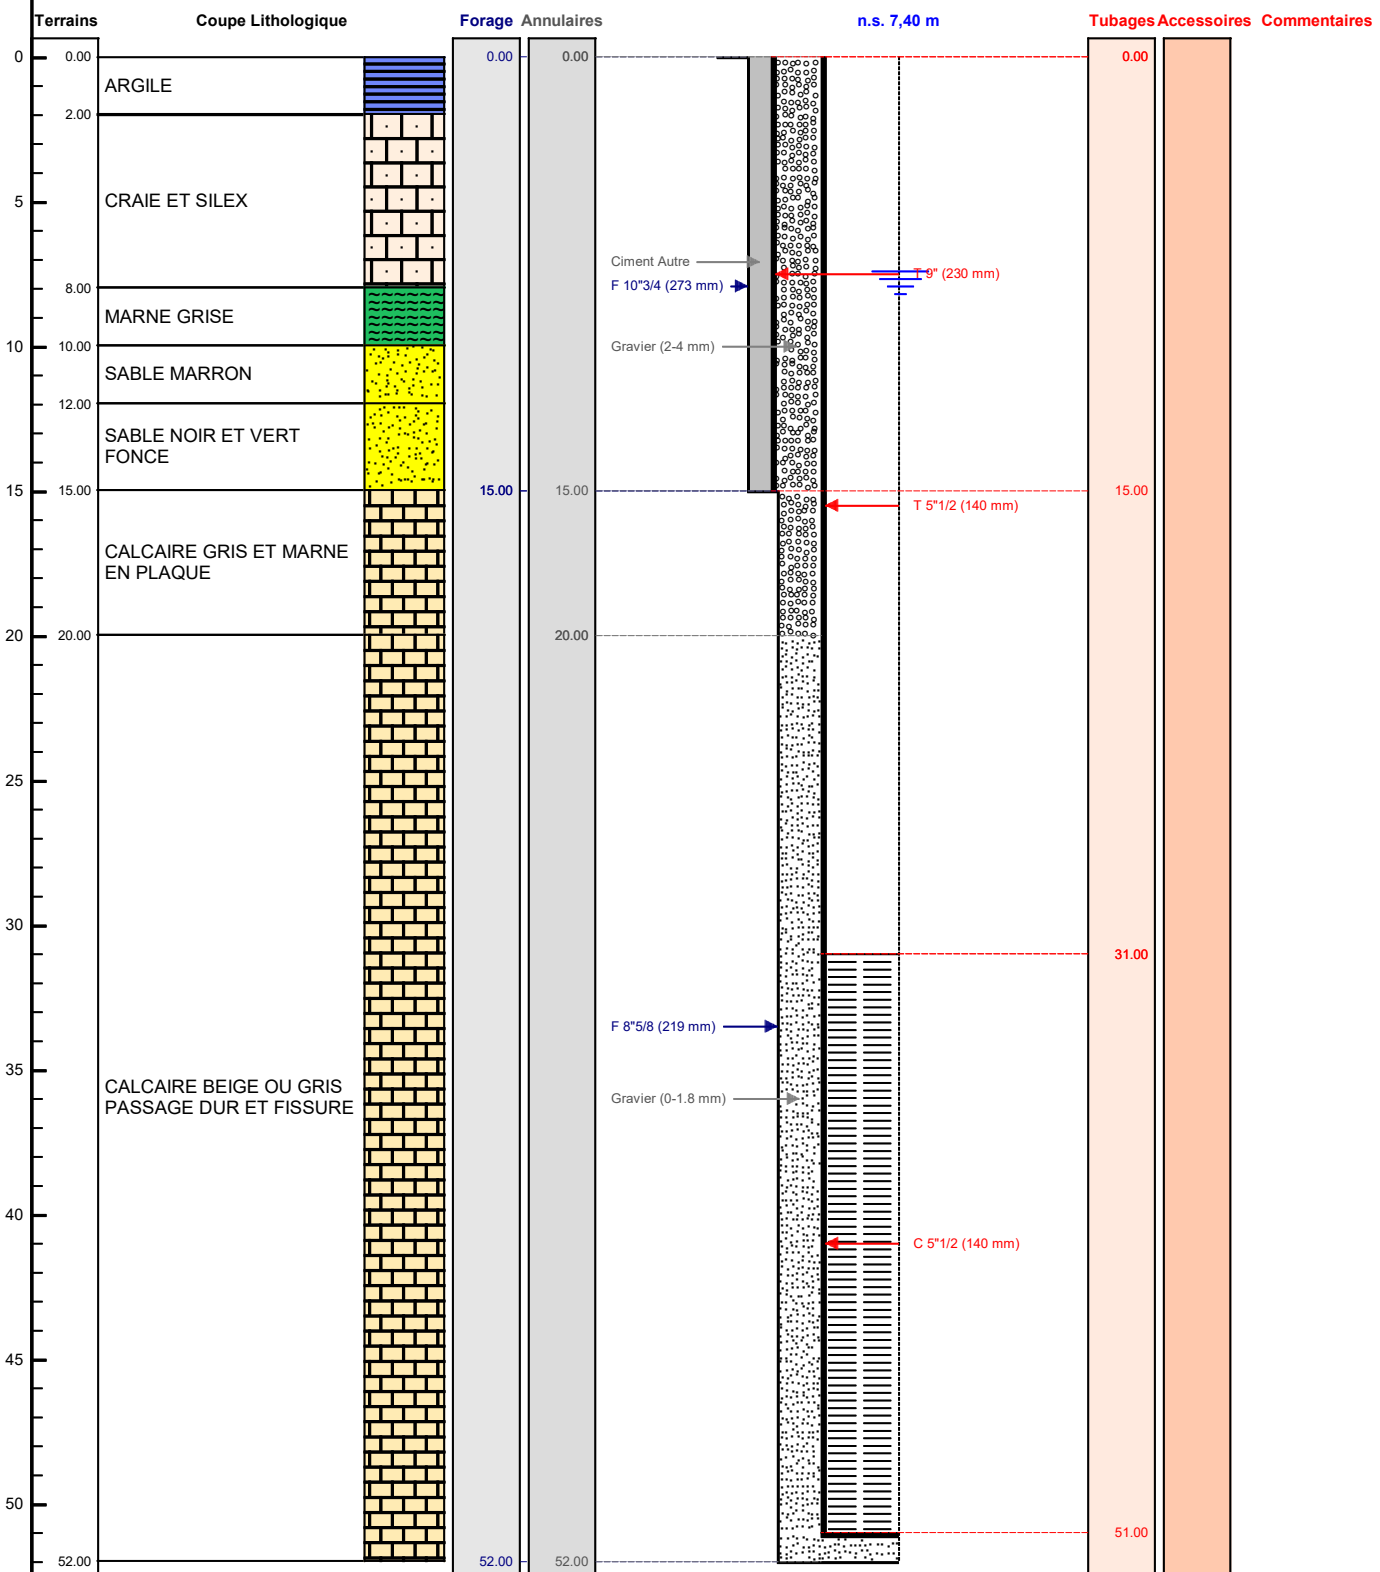 Terrains Coupe Lithologique Forage Annulaires n.s. 7,40 m Tubages Accessoires Commentaires
0 0.00 0.00 0.00 0.00
ARGILE
2.00
CRAIE ET SILEX
5
Ciment Autre
T 9" (230 mm)
F 10"3/4 (273 mm)
8.00
MARNE GRISE
10 10.00
Gravier (2-4 mm)
SABLE MARRON
12.00
SABLE NOIR ET VERT
FONCE
15 15.00 15.00 15.00 15.00
T 5"1/2 (140 mm)
CALCAIRE GRIS ET MARNE
EN PLAQUE
20 20.00 20.00
25
30
31.00
F 8"5/8 (219 mm)
35
CALCAIRE BEIGE OU GRIS
PASSAGE DUR ET FISSURE
Gravier (0-1.8 mm)
40
C 5"1/2 (140 mm)
45
50
51.00
52.00 52.00 52.00